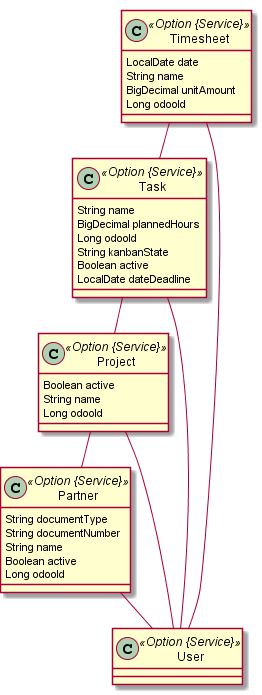 C «Option {Service}»
Timesheet
LocalDate date
String name
BigDecimal unitAmount
Long odooId
C «Option {Service}»
Task
String name
BigDecimal plannedHours
Long odooId
String kanbanState
Boolean active
LocalDate dateDeadline
C «Option {Service}»
Project
Boolean active
String name
Long odooId
C «Option {Service}»
Partner
String documentType
String documentNumber
String name
Boolean active
Long odooId
C «Option {Service}»
User